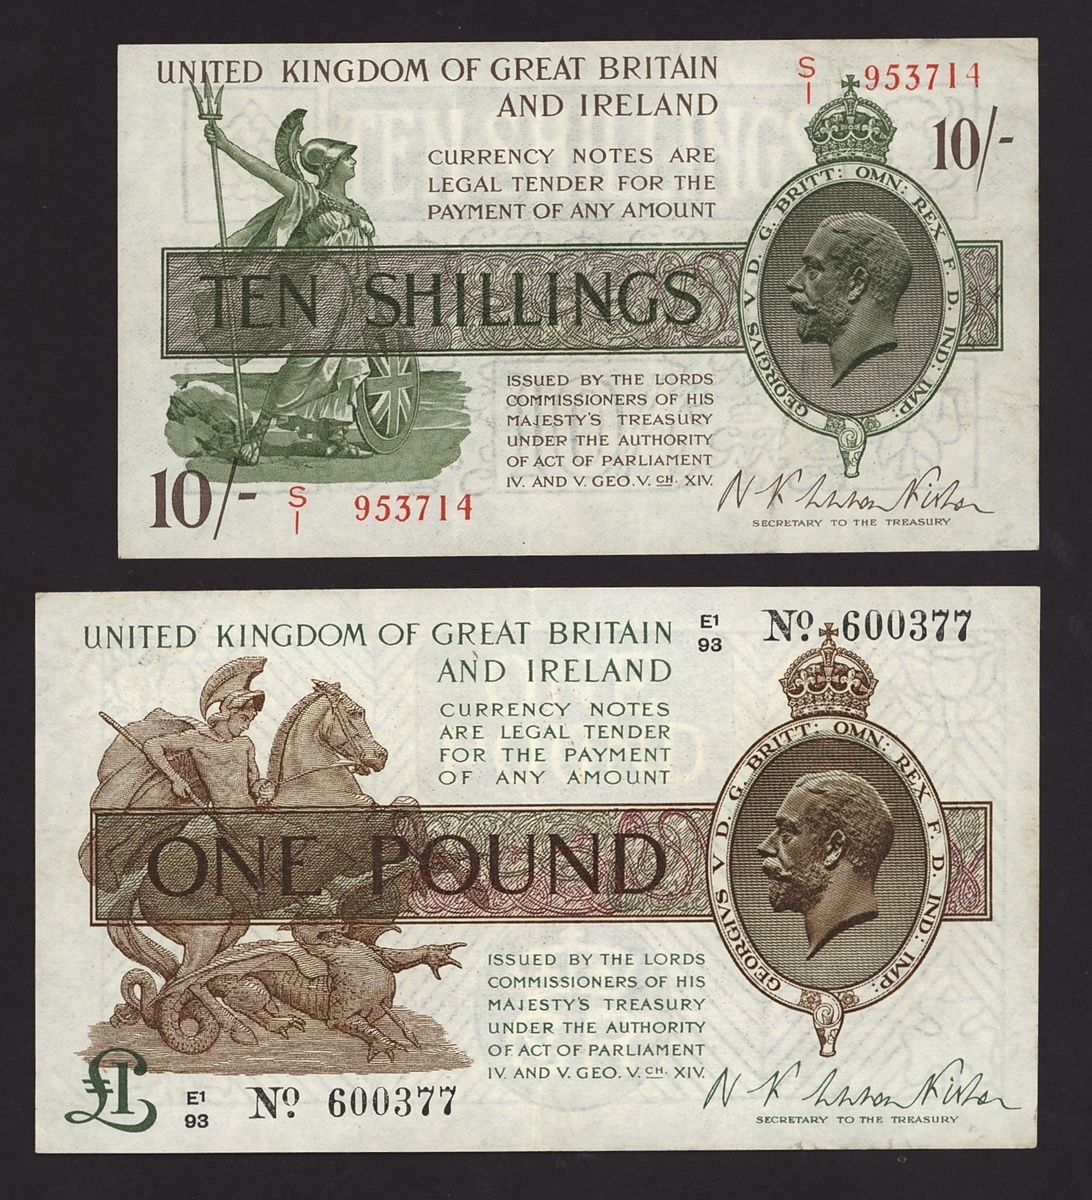 UNITED KINGDOM OF GREAT BRITAIN
AND IRELAND
S/1 953714
10/-
CURRENCY NOTES ARE
LEGAL TENDER FOR THE
PAYMENT OF ANY AMOUNT
TEN SHILLINGS
GEORGIVS V D. G. BRITT: OMN: REX F. D. IND: IMP:
ISSUED BY THE LORDS
COMMISSIONERS OF HIS
MAJESTY'S TREASURY
UNDER THE AUTHORITY
OF ACT OF PARLIAMENT
IV. AND V. GEO. V. CH. XIV.
10/-
S/1 953714
SECRETARY TO THE TREASURY
UNITED KINGDOM OF GREAT BRITAIN
AND IRELAND
E1/93 No. 600377
CURRENCY NOTES
ARE LEGAL TENDER
FOR THE PAYMENT
OF ANY AMOUNT
ONE POUND
GEORGIVS V D. G. BRITT: OMN: REX F. D. IND: IMP:
ISSUED BY THE LORDS
COMMISSIONERS OF HIS
MAJESTY'S TREASURY
UNDER THE AUTHORITY
OF ACT OF PARLIAMENT
IV. AND V. GEO. V. CH. XIV.
£1
E1/93 No. 600377
SECRETARY TO THE TREASURY